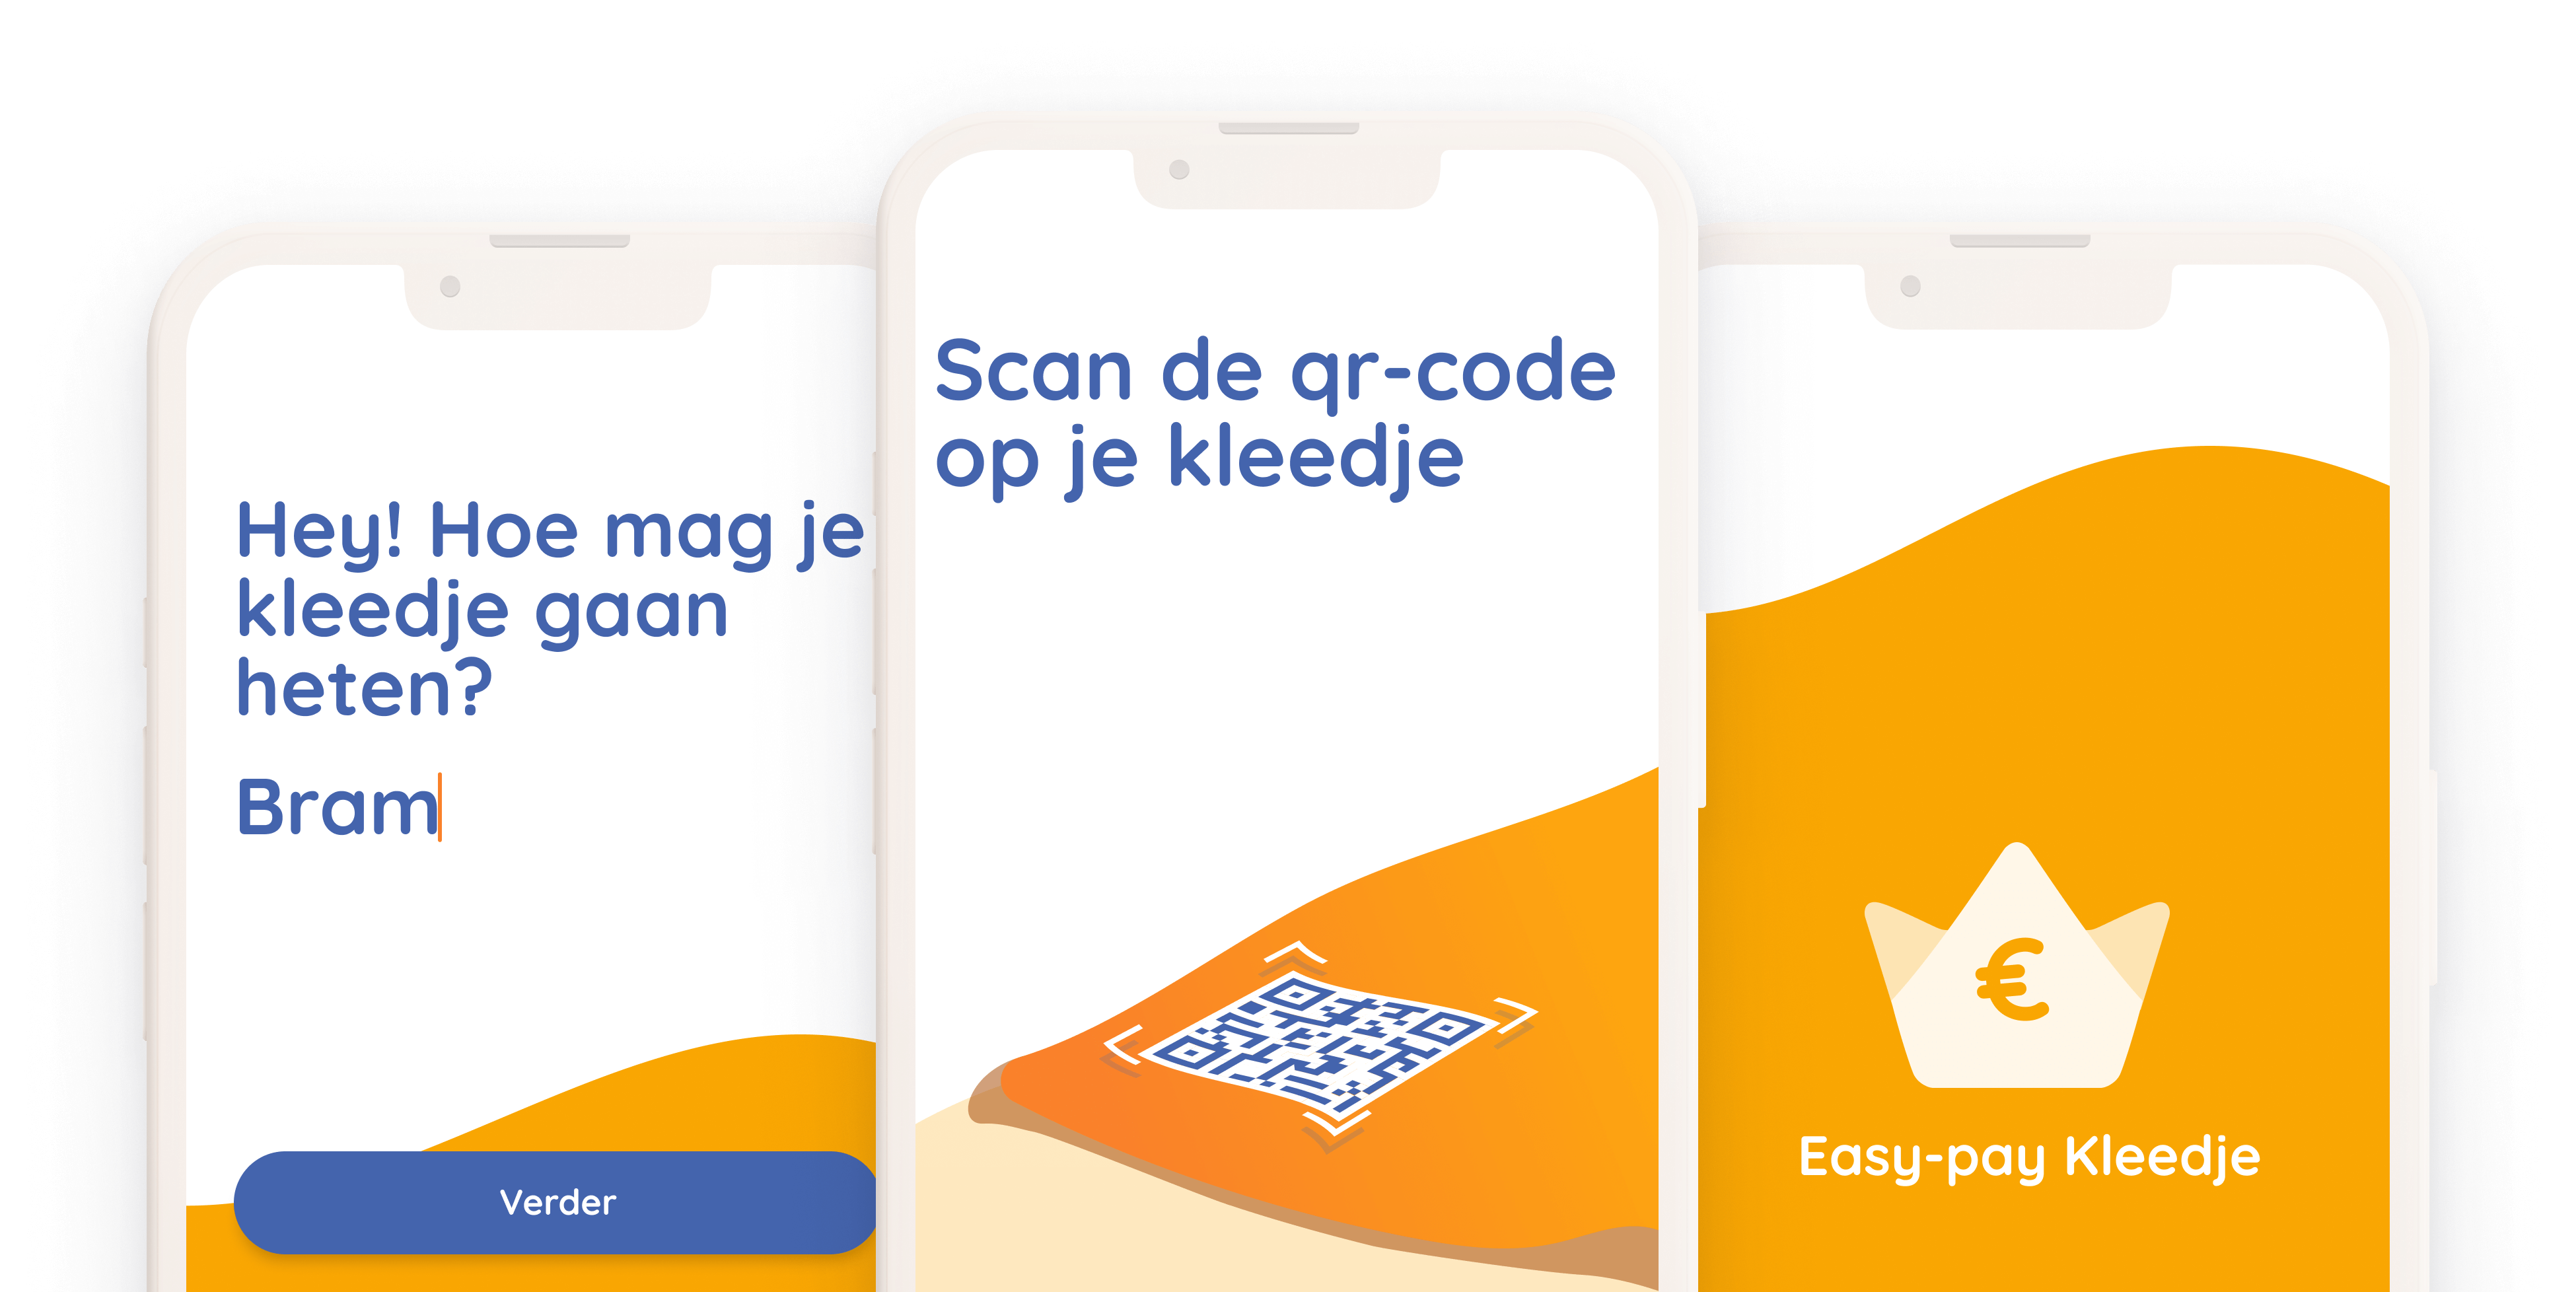 Hey! Hoe mag je
kleedje gaan
heten?
Bram
Verder
Scan de qr-code
op je kleedje
€
Easy-pay Kleedje